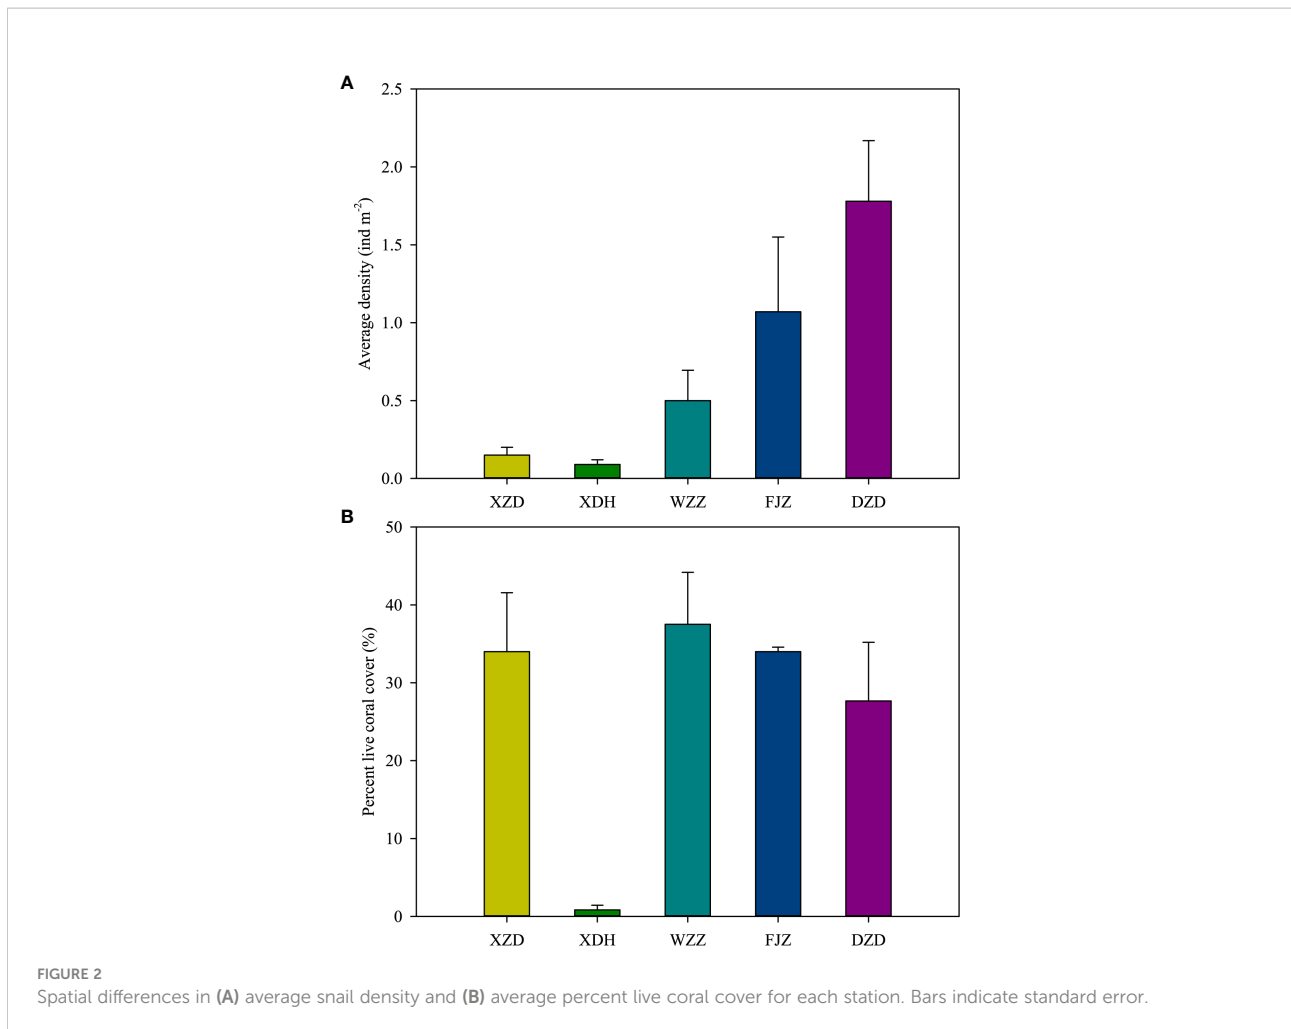 A
2.5
2.0
1.5
1.0
0.5
0.0
Average density (ind m-2)
XZD XDH WZZ FJZ DZD
B
50
40
30
20
10
0
Percent live coral cover (%)
XZD XDH WZZ FJZ DZD
FIGURE 2
Spatial differences in (A) average snail density and (B) average percent live coral cover for each station. Bars indicate standard error.